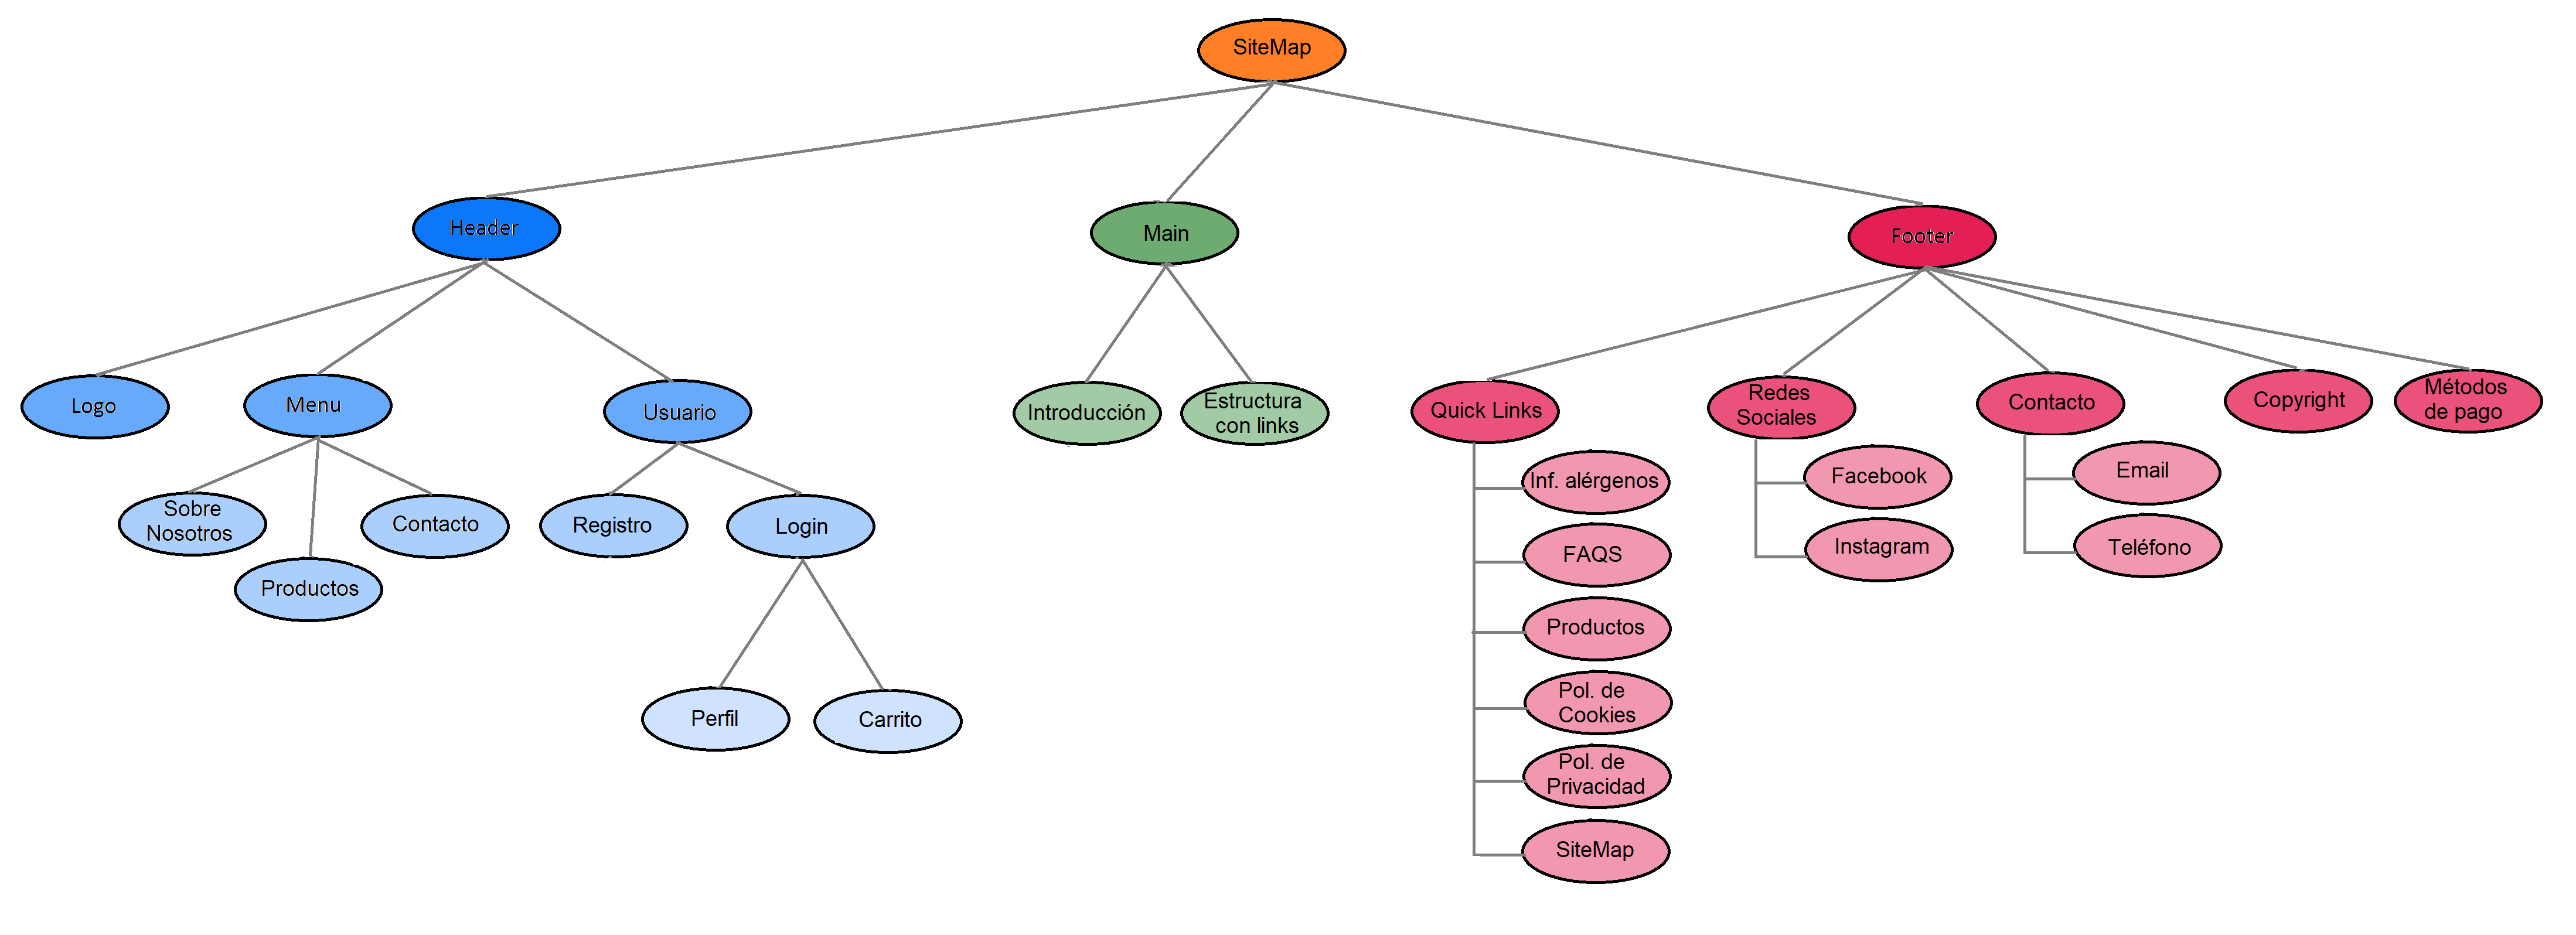 SiteMap
Header
Main
Footer
Logo
Menu
Usuario
Introducción
Estructura
con links
Quick Links
Redes
Sociales
Contacto
Copyright
Métodos
de pago
Sobre
Nosotros
Productos
Contacto
Registro
Login
Perfil
Carrito
Inf. alérgenos
FAQS
Productos
Pol. de
Cookies
Pol. de
Privacidad
SiteMap
Facebook
Instagram
Email
Teléfono